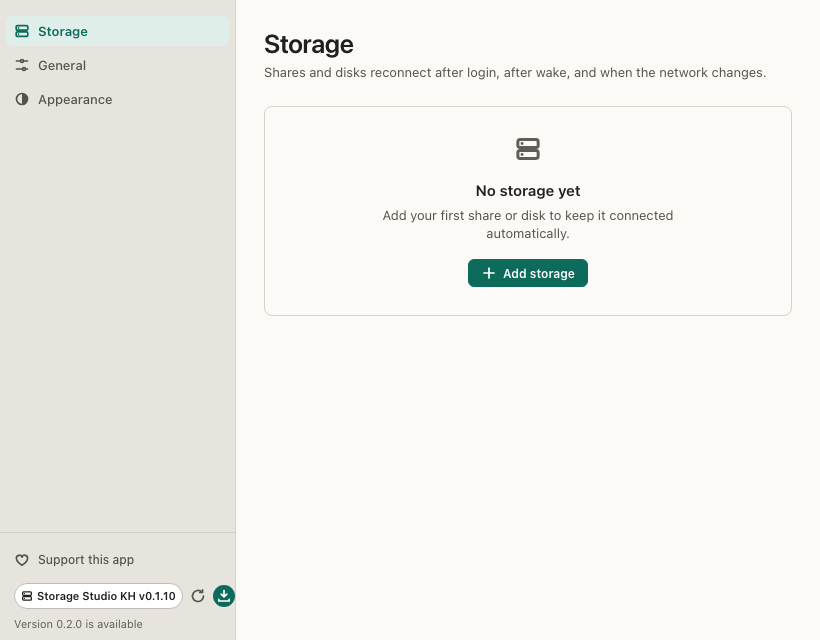 Storage
General
Appearance
Support this app
Storage Studio KH v0.1.10
Version 0.2.0 is available
Storage
Shares and disks reconnect after login, after wake, and when the network changes.
No storage yet
Add your first share or disk to keep it connected
automatically.
Add storage